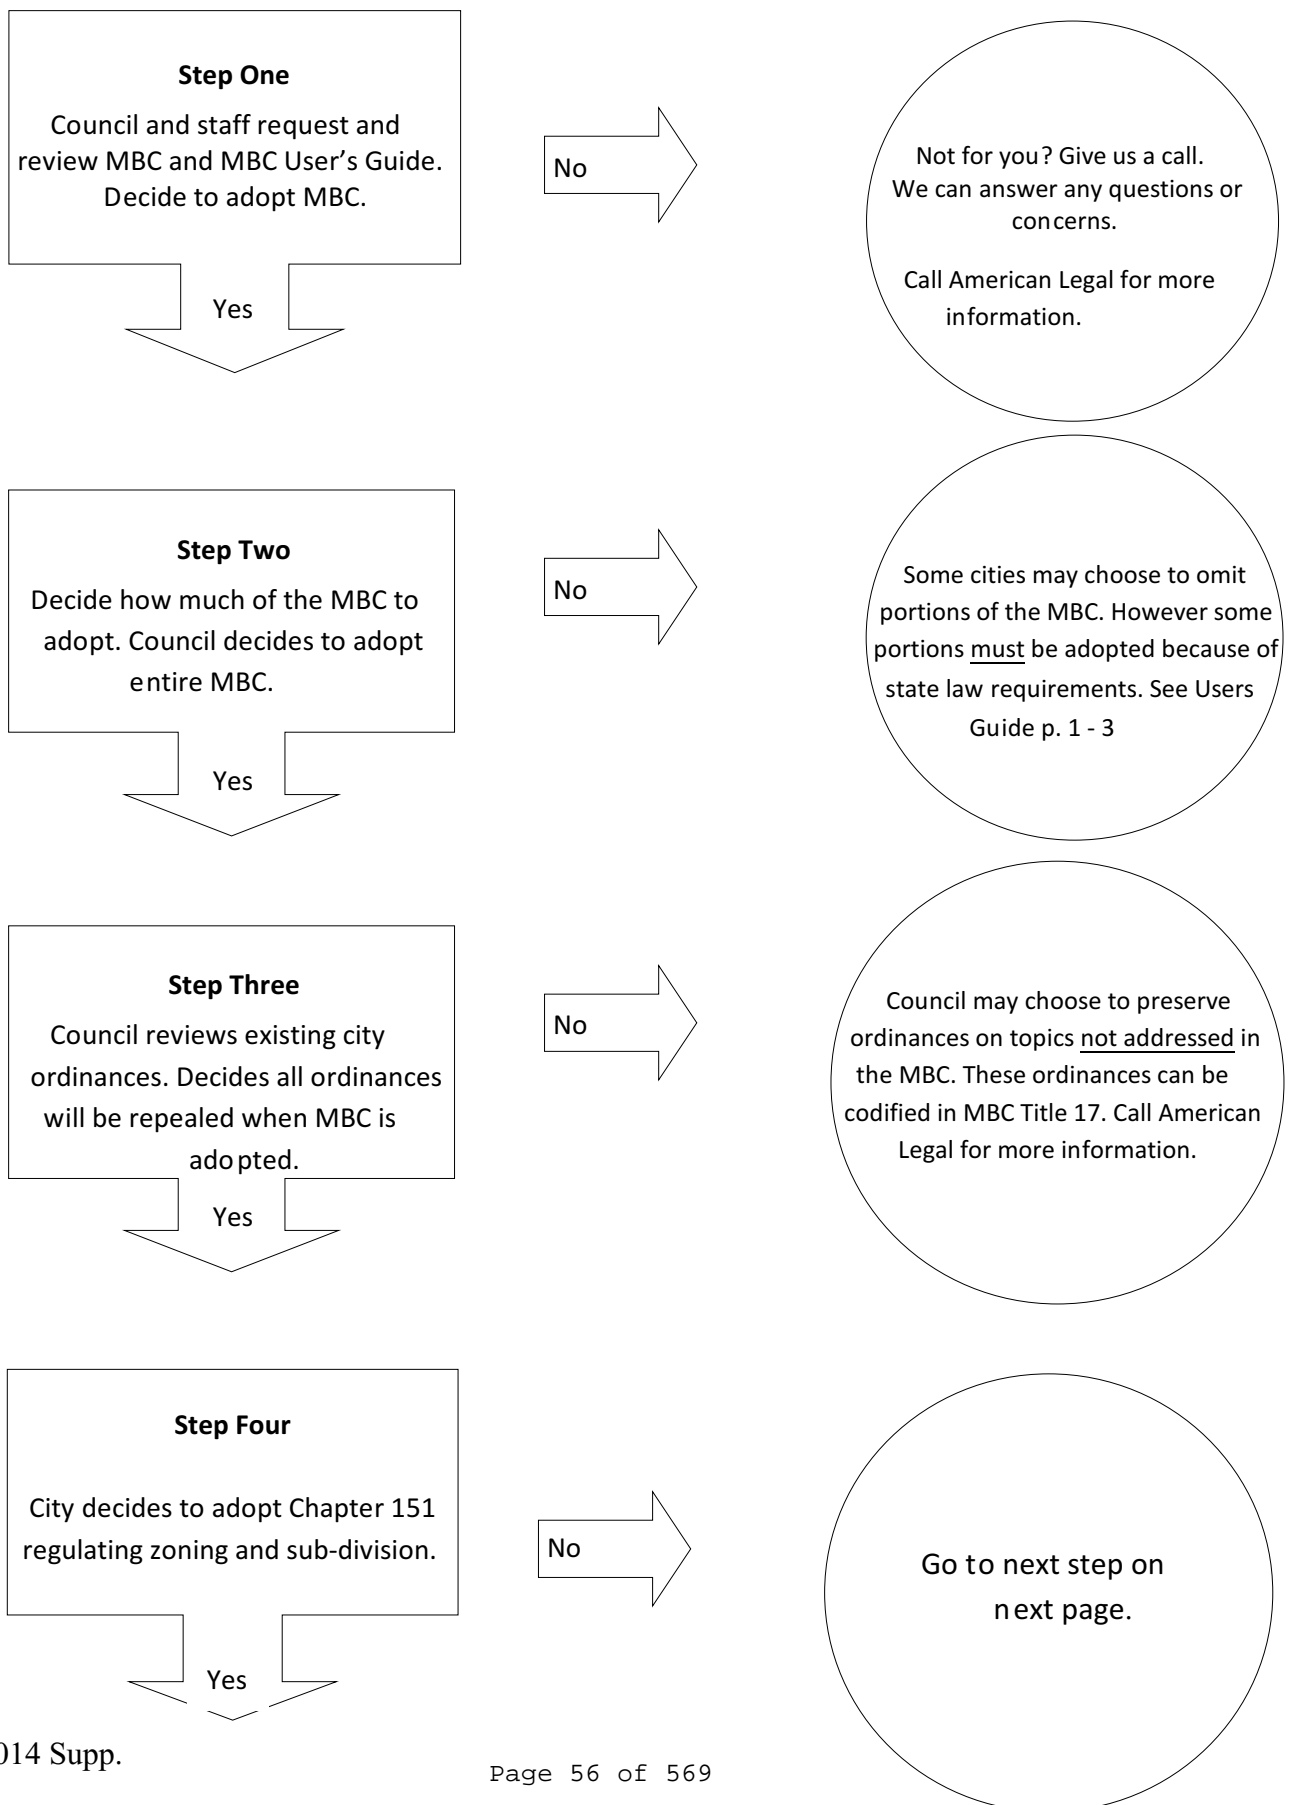 Step One
Council and staff request and
review MBC and MBC User’s Guide.
Decide to adopt MBC.
No
Not for you? Give us a call.
We can answer any questions or
concerns.
Call American Legal for more
information.
Yes
Step Two
Decide how much of the MBC to
adopt. Council decides to adopt
entire MBC.
No
Some cities may choose to omit
portions of the MBC. However some
portions must be adopted because of
state law requirements. See Users
Guide p. 1 - 3
Yes
Step Three
Council reviews existing city
ordinances. Decides all ordinances
will be repealed when MBC is
adopted.
No
Council may choose to preserve
ordinances on topics not addressed in
the MBC. These ordinances can be
codified in MBC Title 17. Call American
Legal for more information.
Yes
Step Four
City decides to adopt Chapter 151
regulating zoning and sub-division.
No
Go to next step on
next page.
Yes
014 Supp.
Page 56 of 569